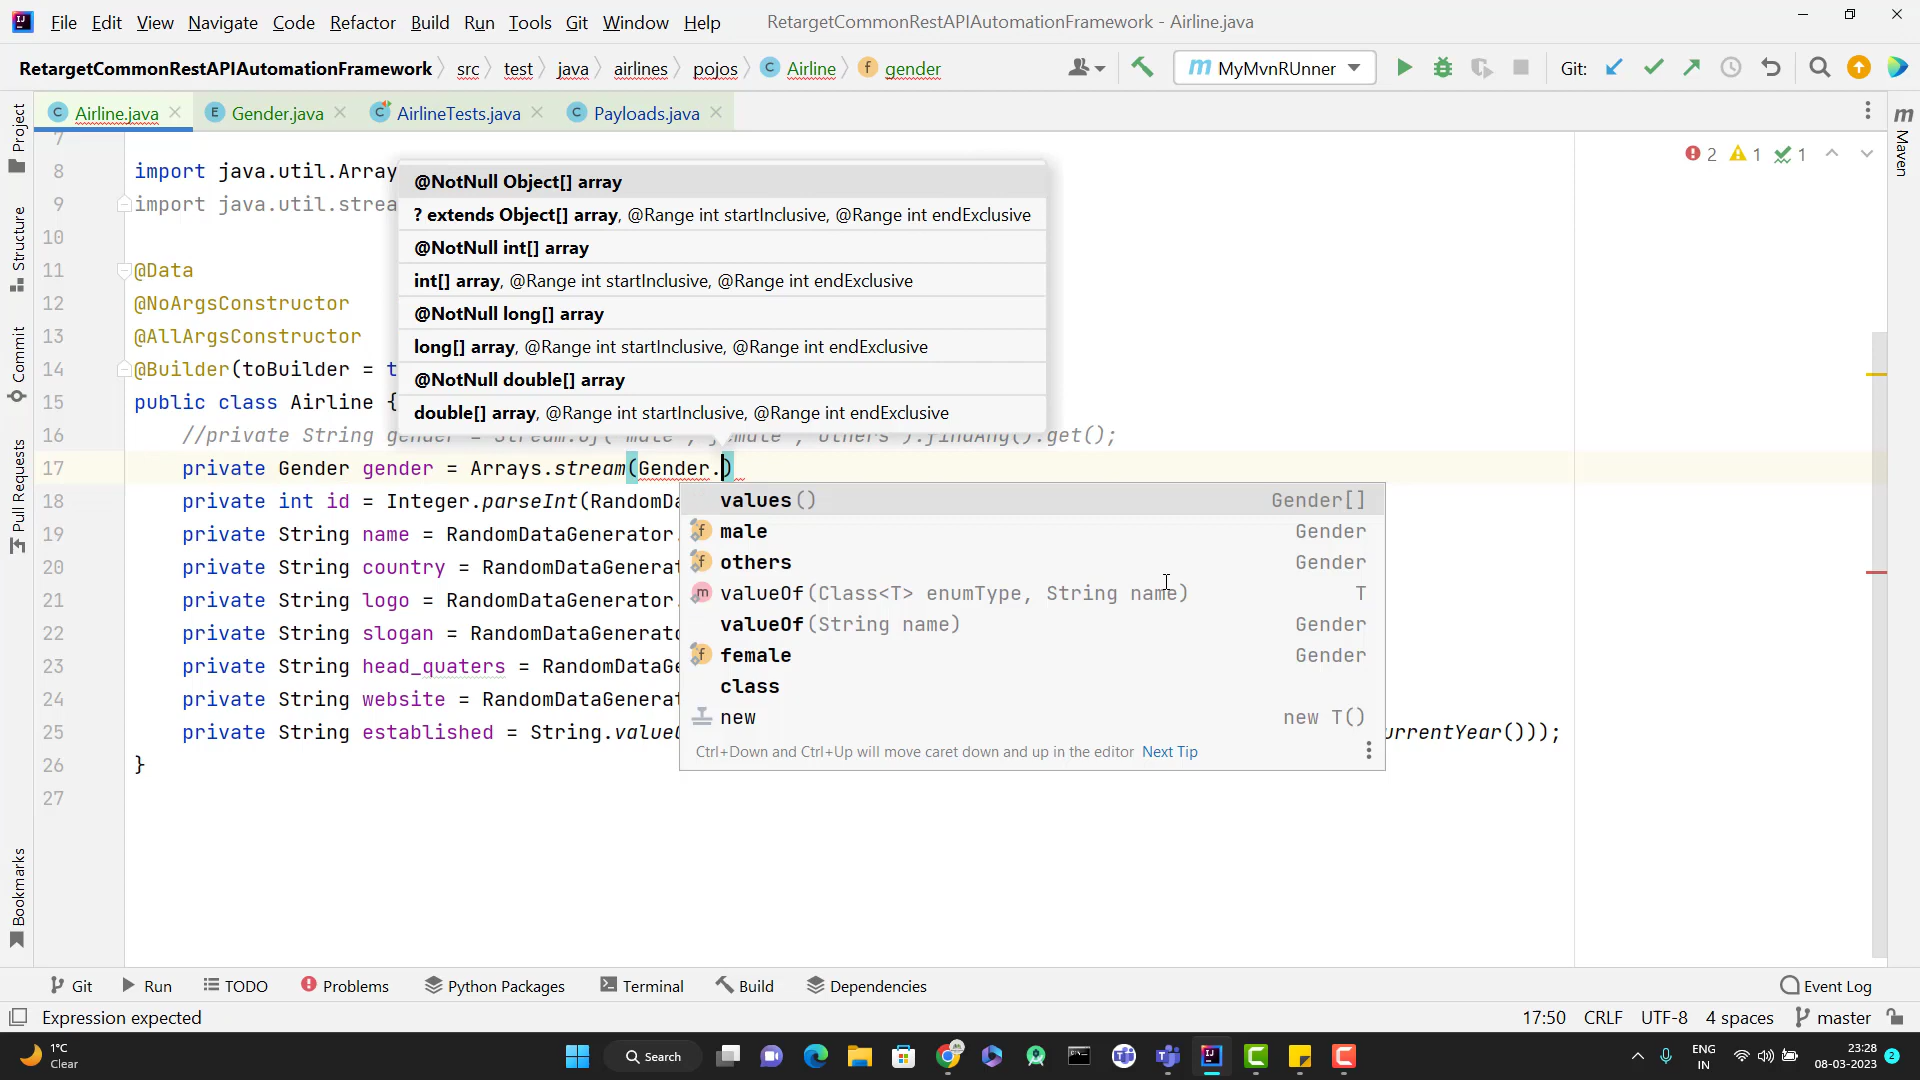 File Edit View Navigate Code Refactor Build Run Tools Git Window Help RetargetCommonRestAPIAutomationFramework - Airline.java
RetargetCommonRestAPIAutomationFramework src test java airlines pojos Airline gender MyMvnRUnner Git:
Airline.java Gender.java AirlineTests.java Payloads.java
Project
Structure
Commit
Pull Requests
Bookmarks
Maven
2 1 1
7
8 import java.util.Array
9 import java.util.strea
10
11 @Data
12 @NoArgsConstructor
13 @AllArgsConstructor
14 @Builder(toBuilder = t
15 public class Airline {
16 //private String gender = Stream.of("male", "female", "others").findAny().get();
17 private Gender gender = Arrays.stream(Gender.)
18 private int id = Integer.parseInt(RandomDa
19 private String name = RandomDataGenerator.
20 private String country = RandomDataGenerat
21 private String logo = RandomDataGenerator.
22 private String slogan = RandomDataGenerato
23 private String head_quaters = RandomDataGe
24 private String website = RandomDataGenerat
25 private String established = String.valueO urrentYear()));
26 }
27
@NotNull Object[] array
? extends Object[] array, @Range int startInclusive, @Range int endExclusive
@NotNull int[] array
int[] array, @Range int startInclusive, @Range int endExclusive
@NotNull long[] array
long[] array, @Range int startInclusive, @Range int endExclusive
@NotNull double[] array
double[] array, @Range int startInclusive, @Range int endExclusive
values() Gender[]
male Gender
others Gender
valueOf(Class<T> enumType, String name) T
valueOf(String name) Gender
female Gender
class
new new T()
Ctrl+Down and Ctrl+Up will move caret down and up in the editor Next Tip
Git Run TODO Problems Python Packages Terminal Build Dependencies Event Log
Expression expected 17:50 CRLF UTF-8 4 spaces master
1°C
Clear
Search
ENG
IN
23:28
08-03-2023
2